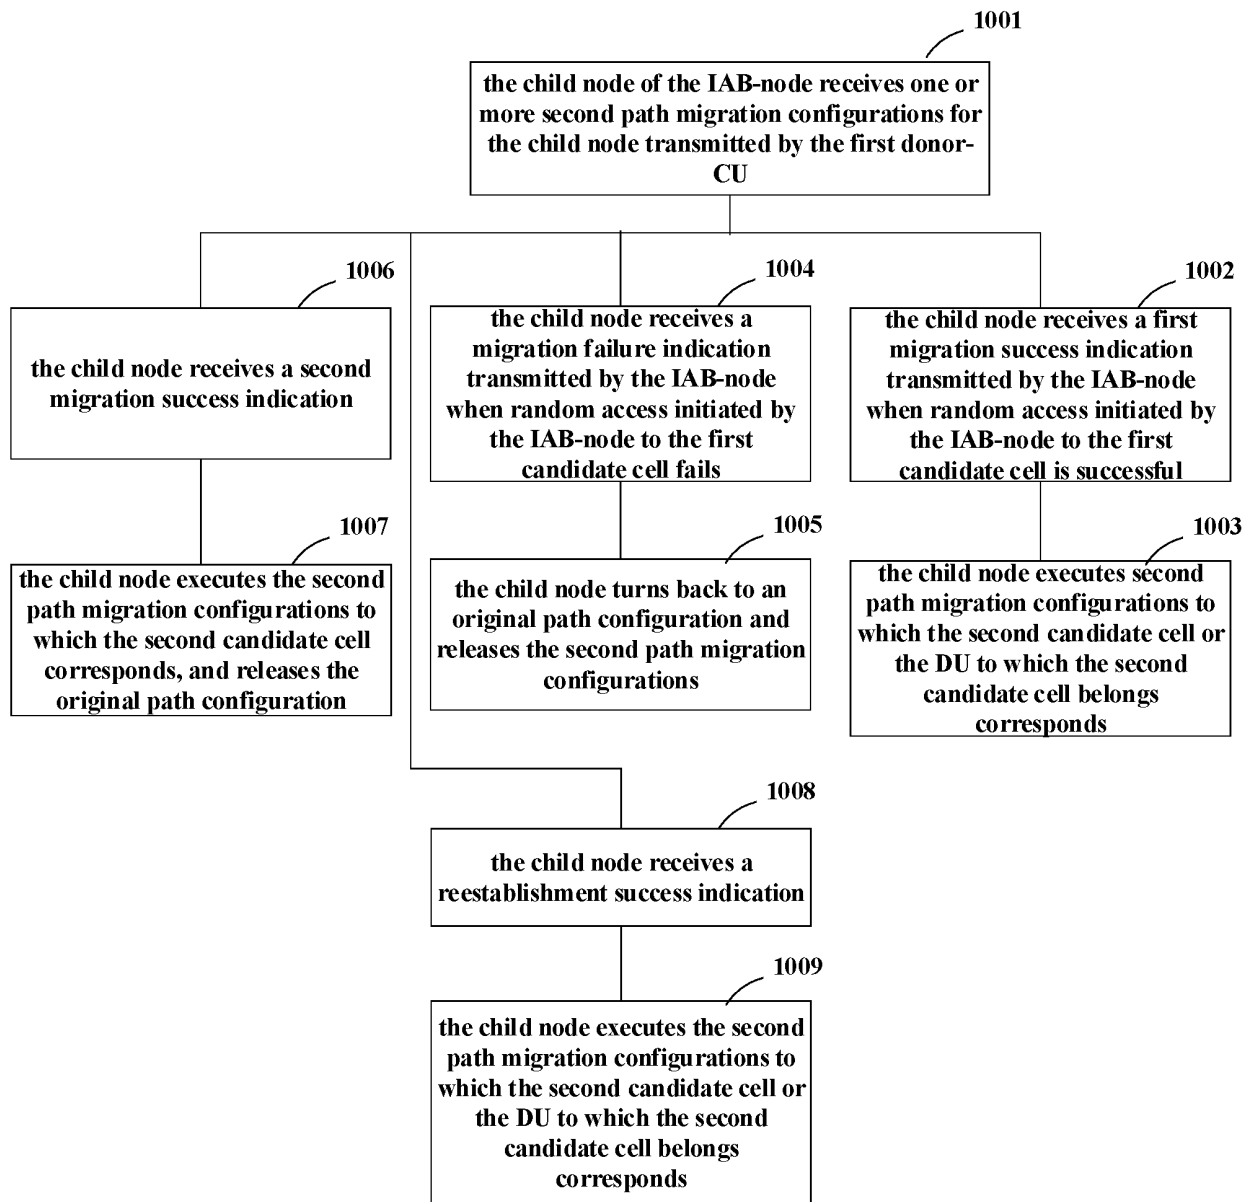 1001
the child node of the IAB-node receives one or
more second path migration configurations for
the child node transmitted by the first donor-
CU
1006
the child node receives a second
migration success indication
1004
the child node receives a
migration failure indication
transmitted by the IAB-node
when random access initiated by
the IAB-node to the first
candidate cell fails
1002
the child node receives a first
migration success indication
transmitted by the IAB-node
when random access initiated by
the IAB-node to the first
candidate cell is successful
1007
the child node executes the second
path migration configurations to
which the second candidate cell
corresponds, and releases the
original path configuration
1005
the child node turns back to an
original path configuration and
releases the second path migration
configurations
1003
the child node executes second
path migration configurations to
which the second candidate cell or
the DU to which the second
candidate cell belongs
corresponds
1008
the child node receives a
reestablishment success indication
1009
the child node executes the second
path migration configurations to
which the second candidate cell or
the DU to which the second
candidate cell belongs
corresponds